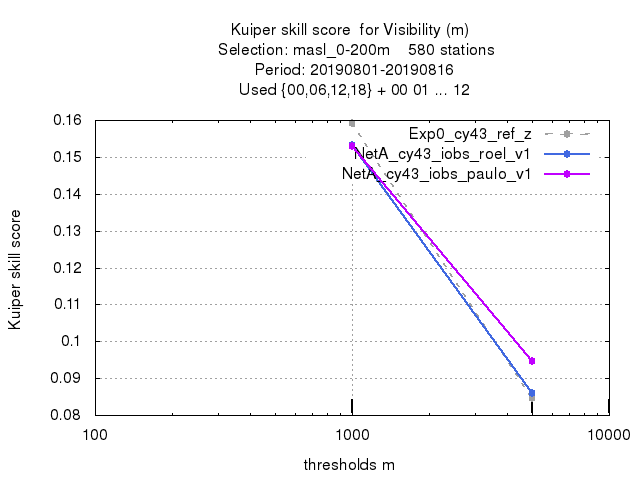 Kuiper skill score for Visibility (m)
Selection: masl_0-200m 580 stations
Period: 20190801-20190816
Used {00,06,12,18} + 00 01 ... 12
Exp0_cy43_ref_z
NetA_cy43_iobs_roel_v1
NetA_cy43_iobs_paulo_v1
Kuiper skill score
0.16
0.15
0.14
0.13
0.12
0.11
0.1
0.09
0.08
100
1000
10000
thresholds m